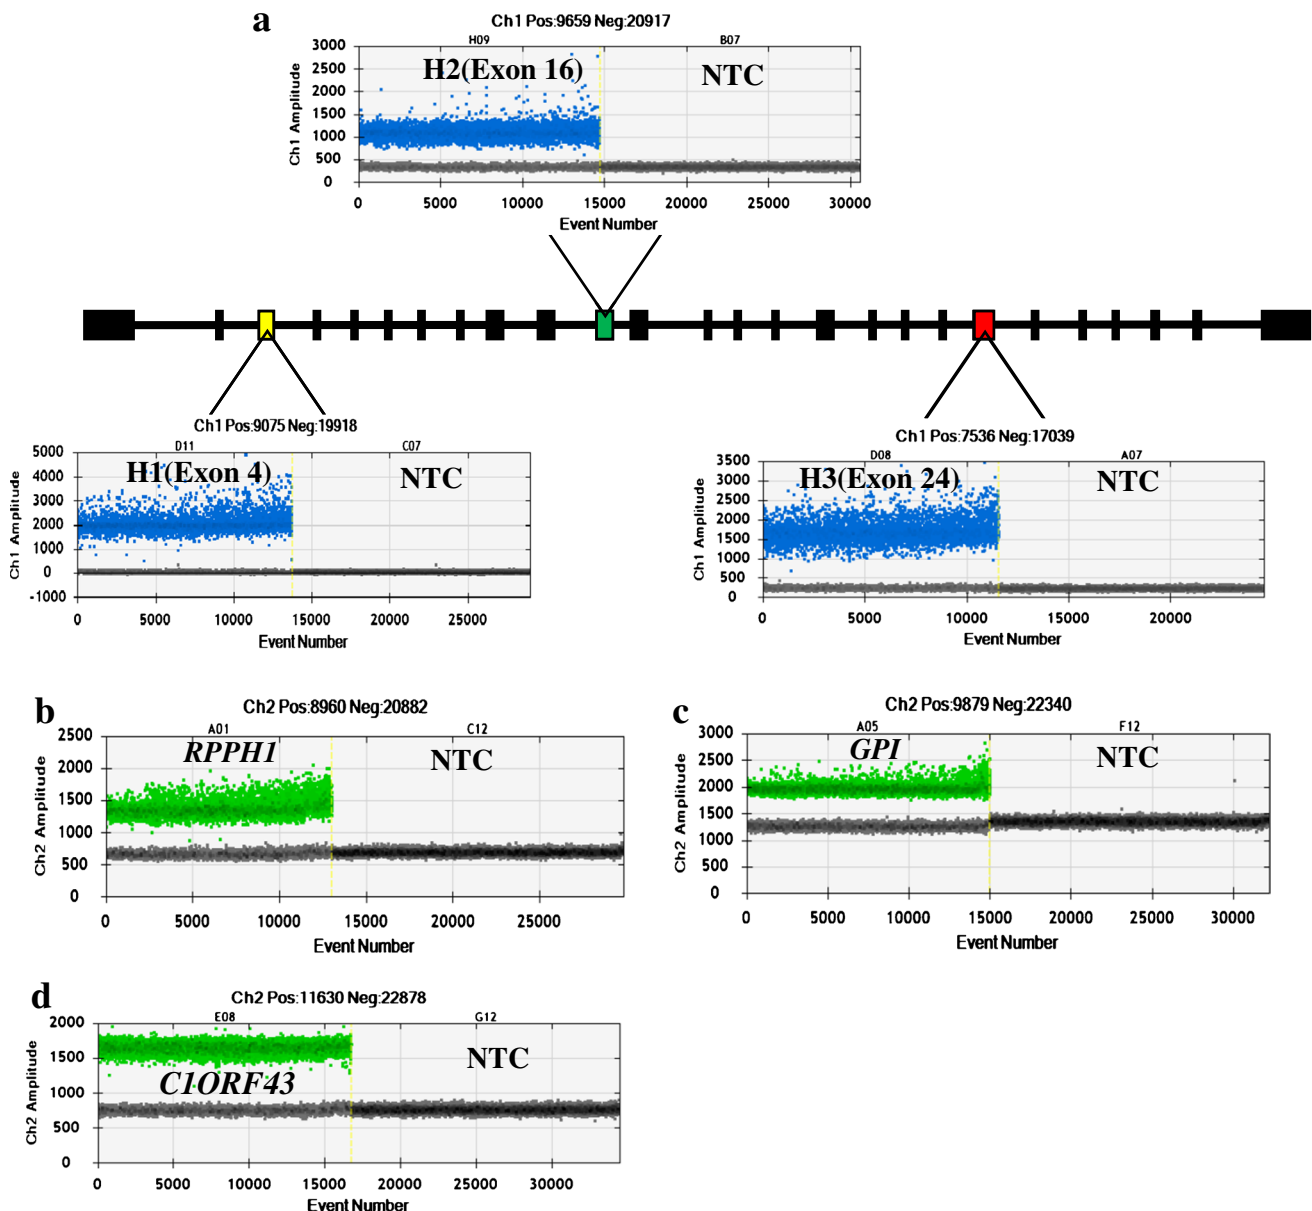 a
Ch1 Pos:9659 Neg:20917
H09 B07
H2(Exon 16) NTC
Ch1 Amplitude
3000
2500
2000
1500
1000
500
0
0 5000 10000 15000 20000 25000 30000
Event Number
Ch1 Pos:9075 Neg:19918
D11 C07
H1(Exon 4) NTC
Ch1 Amplitude
5000
4000
3000
2000
1000
0
-1000
0 5000 10000 15000 20000 25000
Event Number
Ch1 Pos:7536 Neg:17039
D08 A07
H3(Exon 24) NTC
Ch1 Amplitude
3500
3000
2500
2000
1500
1000
500
0
0 5000 10000 15000 20000
Event Number
b
Ch2 Pos:8960 Neg:20882
A01 C12
RPPH1 NTC
Ch2 Amplitude
2500
2000
1500
1000
500
0
0 5000 10000 15000 20000 25000
Event Number
c
Ch2 Pos:9879 Neg:22340
A05 F12
GPI NTC
Ch2 Amplitude
3000
2500
2000
1500
1000
500
0
0 5000 10000 15000 20000 25000 30000
Event Number
d
Ch2 Pos:11630 Neg:22878
E08 G12
C1ORF43 NTC
Ch2 Amplitude
2000
1500
1000
500
0
0 5000 10000 15000 20000 25000 30000
Event Number